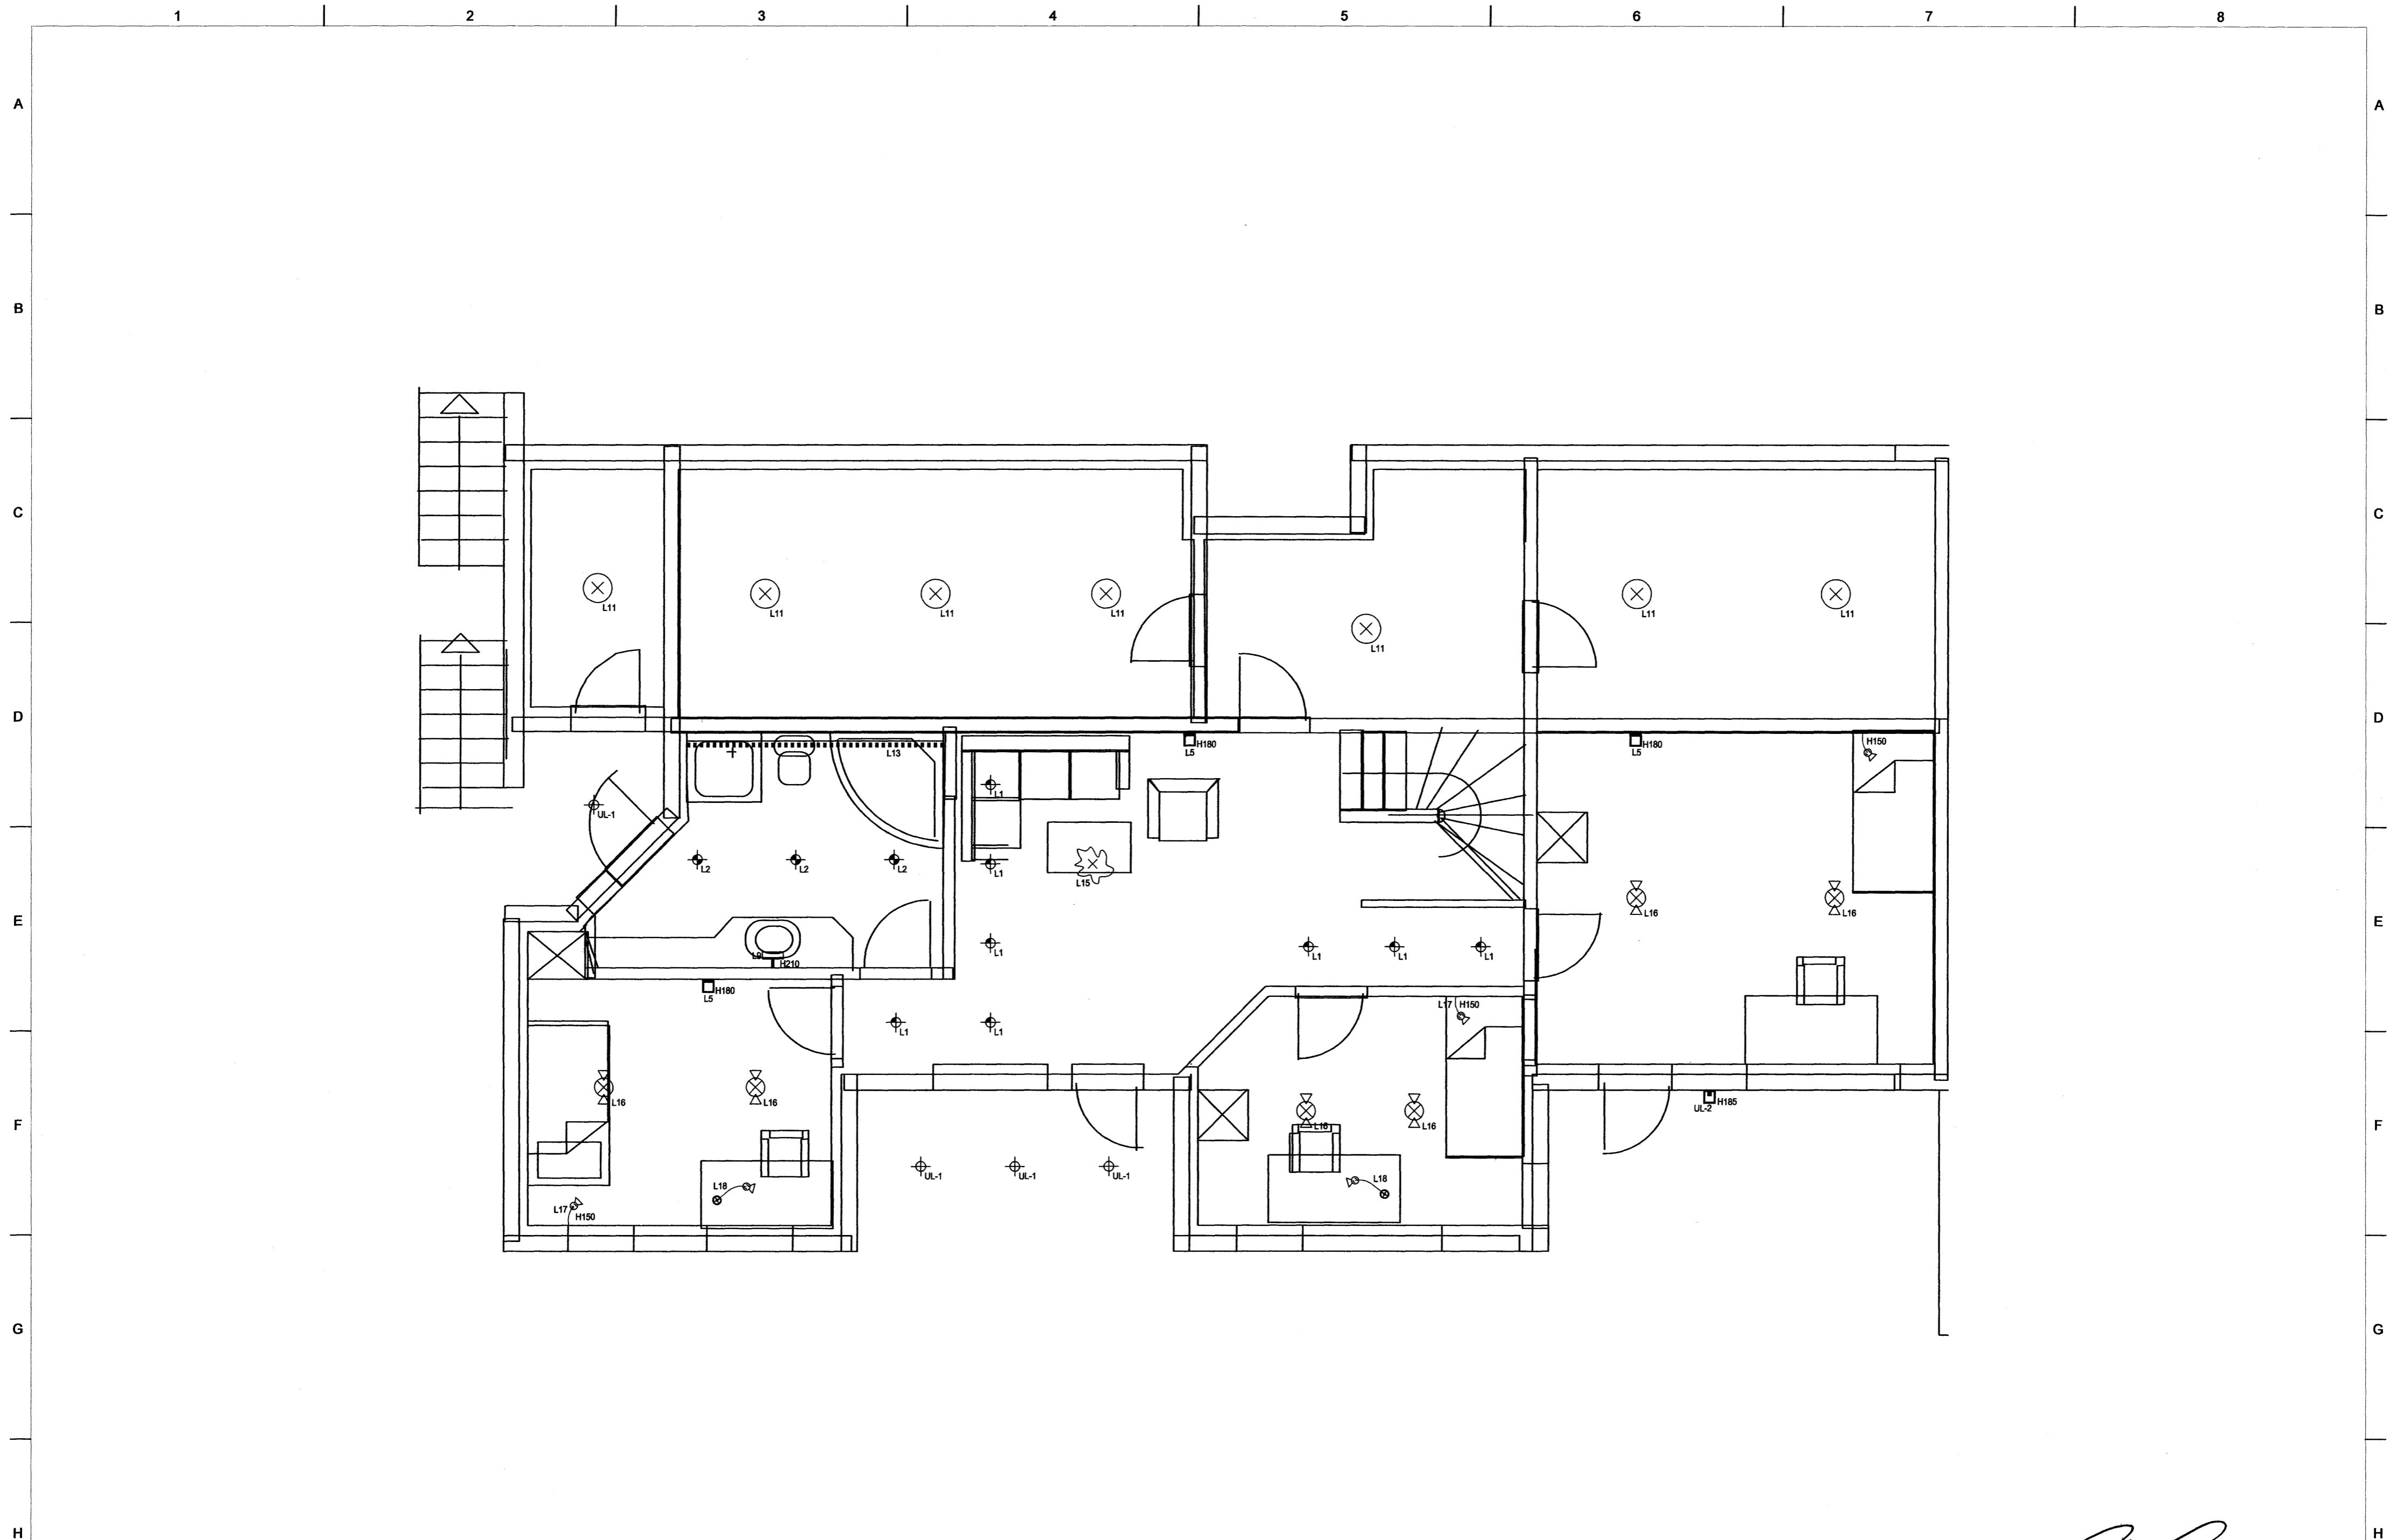 1 2 3 4 5 6 7 8
A A
B B
C C
L11
L11 L11 L11 L11 L11
L11
D D
L13 H180 H180 H150
L5 L5
L1
UL-1
L2 L2 L2 L1
L15
E L16 L16 E
L1 L1 L1 L1
L9 H210
H180
L5
L17 H150
L1 L1
L16 L16
UL-2 H185
F L16 L16 F
UL-1 UL-1 UL-1
L18 L18
L17 H150
G G
H H